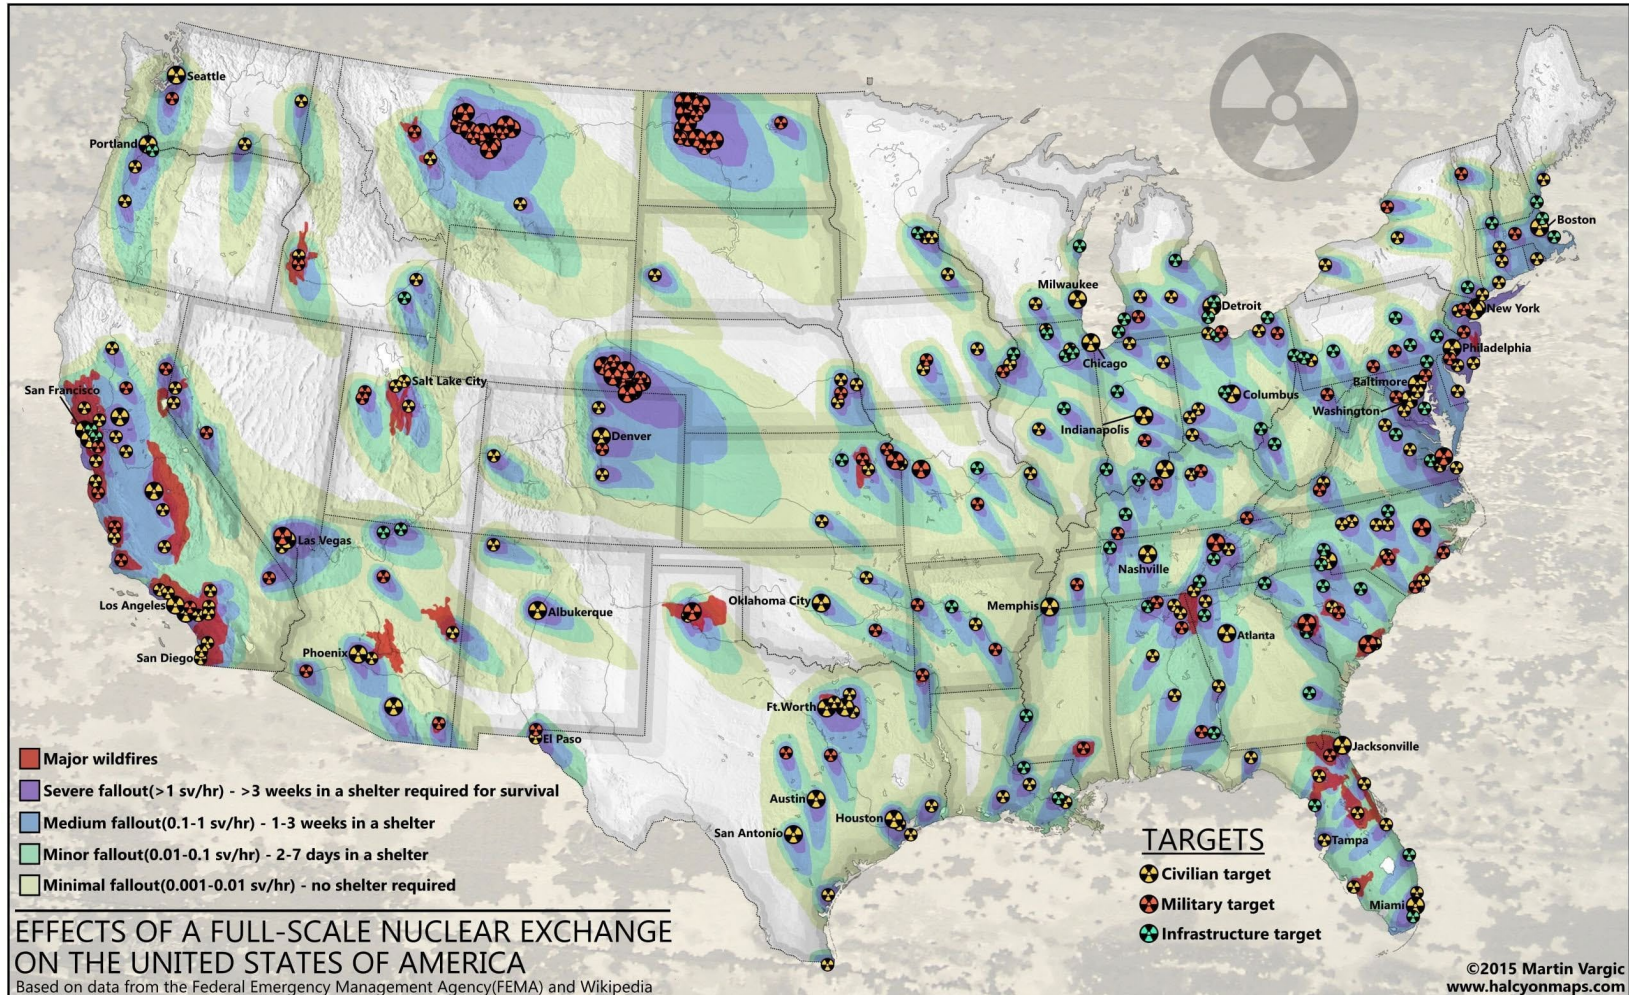 Seattle
Portland
Boston
Milwaukee
Detroit
New York
Philadelphia
Chicago
San Francisco
Salt Lake City
Baltimore
Columbus
Washington
Indianapolis
Denver
Las Vegas
Nashville
Los Angeles
Albukerque
Oklahoma City
Memphis
Atlanta
San Diego
Phoenix
Ft.Worth
El Paso
Jacksonville
Austin
Houston
San Antonio
Tampa
Miami
Major wildfires
Severe fallout(>1 sv/hr) - >3 weeks in a shelter required for survival
Medium fallout(0.1-1 sv/hr) - 1-3 weeks in a shelter
Minor fallout(0.01-0.1 sv/hr) - 2-7 days in a shelter
Minimal fallout(0.001-0.01 sv/hr) - no shelter required
TARGETS
Civilian target
Military target
Infrastructure target
EFFECTS OF A FULL-SCALE NUCLEAR EXCHANGE
ON THE UNITED STATES OF AMERICA
Based on data from the Federal Emergency Management Agency(FEMA) and Wikipedia
©2015 Martin Vargic
www.halcyonmaps.com